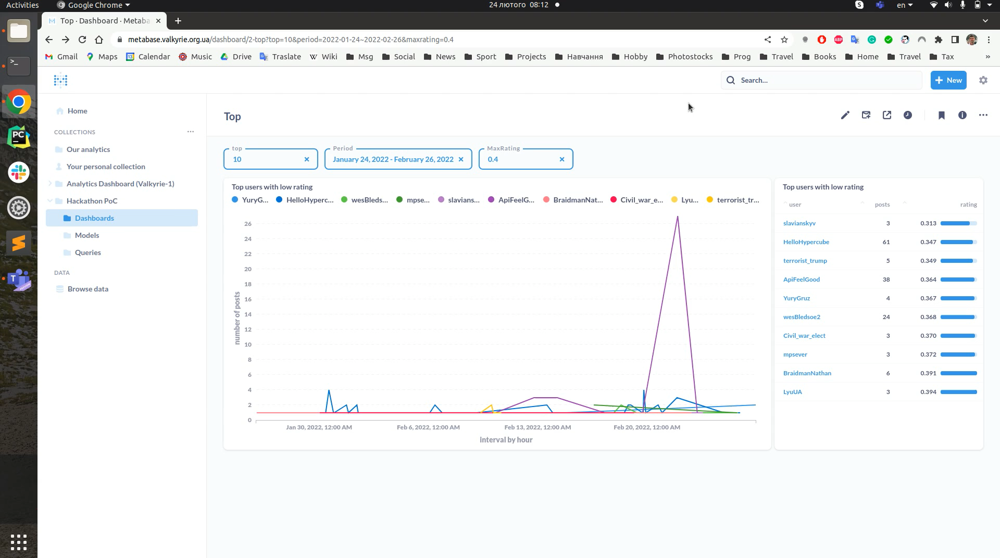 Activities Google Chrome 24 лютого 08:12 en
Top · Dashboard · Metaba
metabase.valkyrie.org.ua/dashboard/2-top?top=10&period=2022-01-24~2022-02-26&maxrating=0.4
Gmail Maps Calendar Music Drive Traslate Wiki Msg Social News Sport Projects Навчання Hobby Photostocks Prog Travel Books Home Travel Tax »
Search...
New
Home
COLLECTIONS
Our analytics
Your personal collection
Analytics Dashboard (Valkyrie-1)
Hackathon PoC
Dashboards
Models
Queries
DATA
Browse data
Top
top
10
Period
January 24, 2022 - February 26, 2022
MaxRating
0.4
Top users with low rating
YuryG... HelloHyperc... wesBleds... mpse... slavians... ApiFeelG... BraidmanNat... Civil_war_e... Lyu... terrorist_tr...
number of posts
26
24
22
20
18
16
14
12
10
8
6
4
2
0
Jan 30, 2022, 12:00 AM Feb 6, 2022, 12:00 AM Feb 13, 2022, 12:00 AM Feb 20, 2022, 12:00 AM
interval by hour
Top users with low rating
user posts rating
slavianskyv 3 0.313
HelloHypercube 61 0.347
terrorist_trump 5 0.349
ApiFeelGood 38 0.364
YuryGruz 4 0.367
wesBledsoe2 24 0.368
Civil_war_elect 3 0.370
mpsever 3 0.372
BraidmanNathan 6 0.391
LyuUA 3 0.394